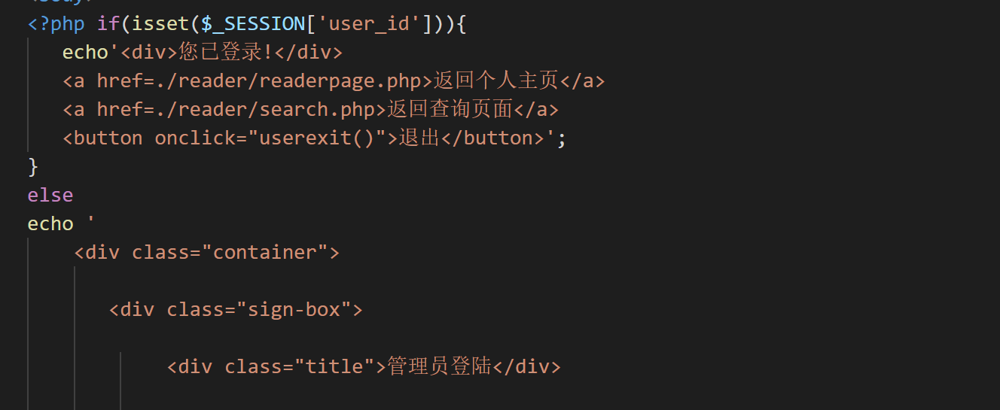 <?php if(isset($_SESSION['user_id'])){
echo'<div>您已登录!</div>
<a href=./reader/readerpage.php>返回个人主页</a>
<a href=./reader/search.php>返回查询页面</a>
<button onclick="userexit()">退出</button>';
}
else
echo '
<div class="container">
<div class="sign-box">
<div class="title">管理员登陆</div>